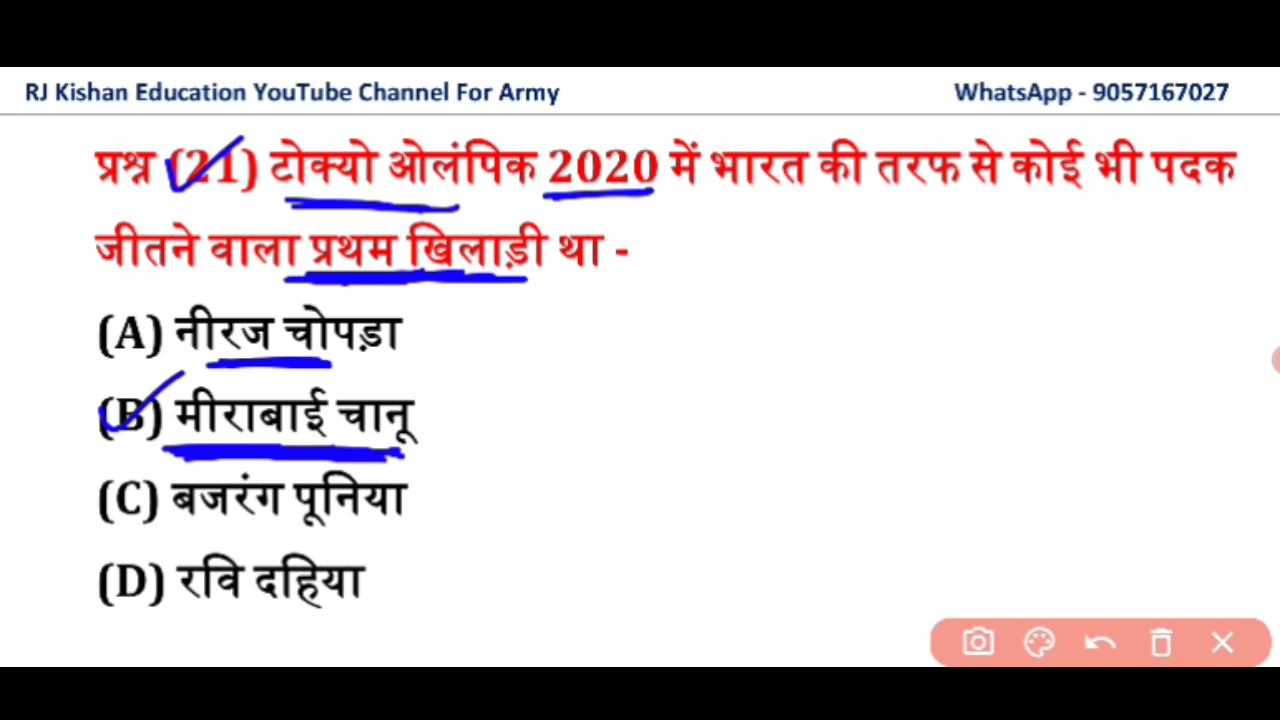 RJ Kishan Education YouTube Channel For Army WhatsApp - 9057167027
प्रश्न (21) टोक्यो ओलंपिक 2020 में भारत की तरफ से कोई भी पदक
जीतने वाला प्रथम खिलाड़ी था -
(A) नीरज चोपड़ा
(B) मीराबाई चानू
(C) बजरंग पूनिया
(D) रवि दहिया